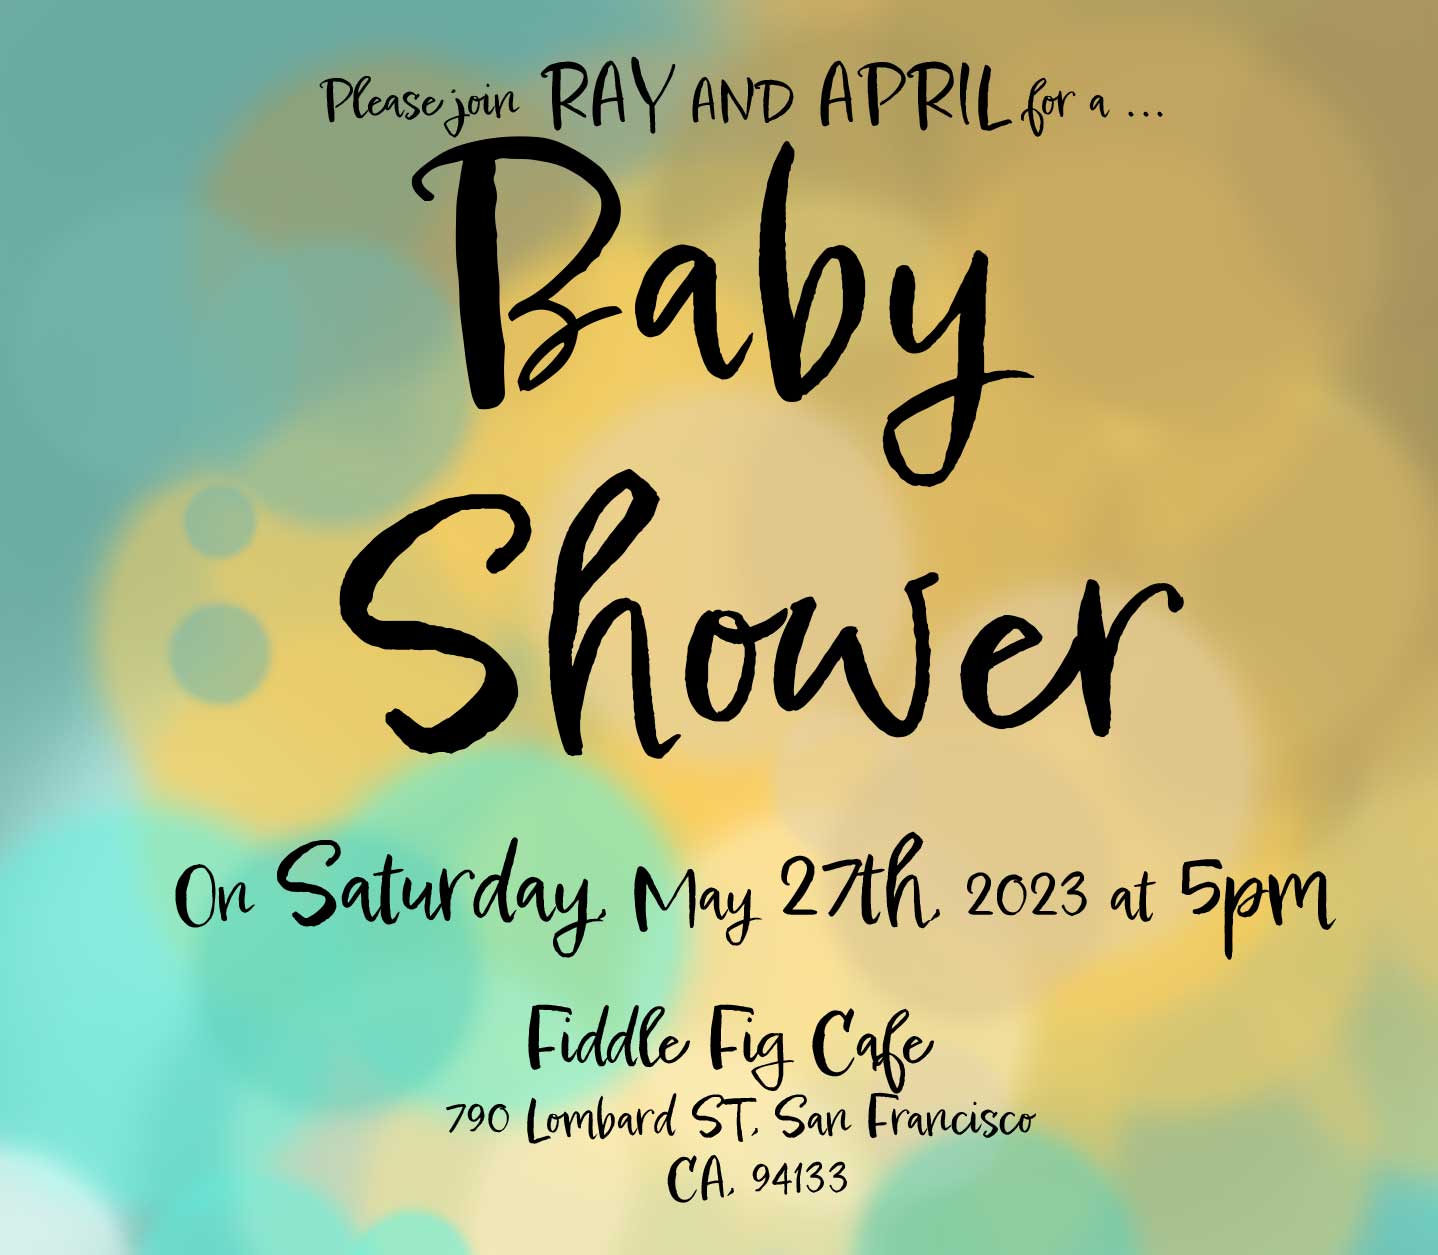 Please join RAY AND APRIL for a ...
Baby
Shower
On Saturday, May 27th, 2023 at 5pm
Fiddle Fig Cafe
790 Lombard ST, San Francisco
CA, 94133